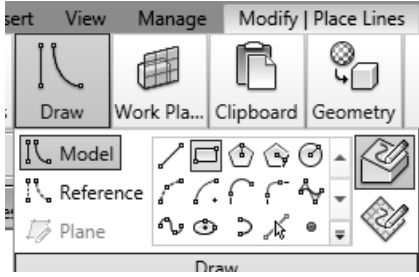 sert View Manage Modify | Place Lines
Draw Work Pla... Clipboard Geometry
Model
Reference
Plane
Draw